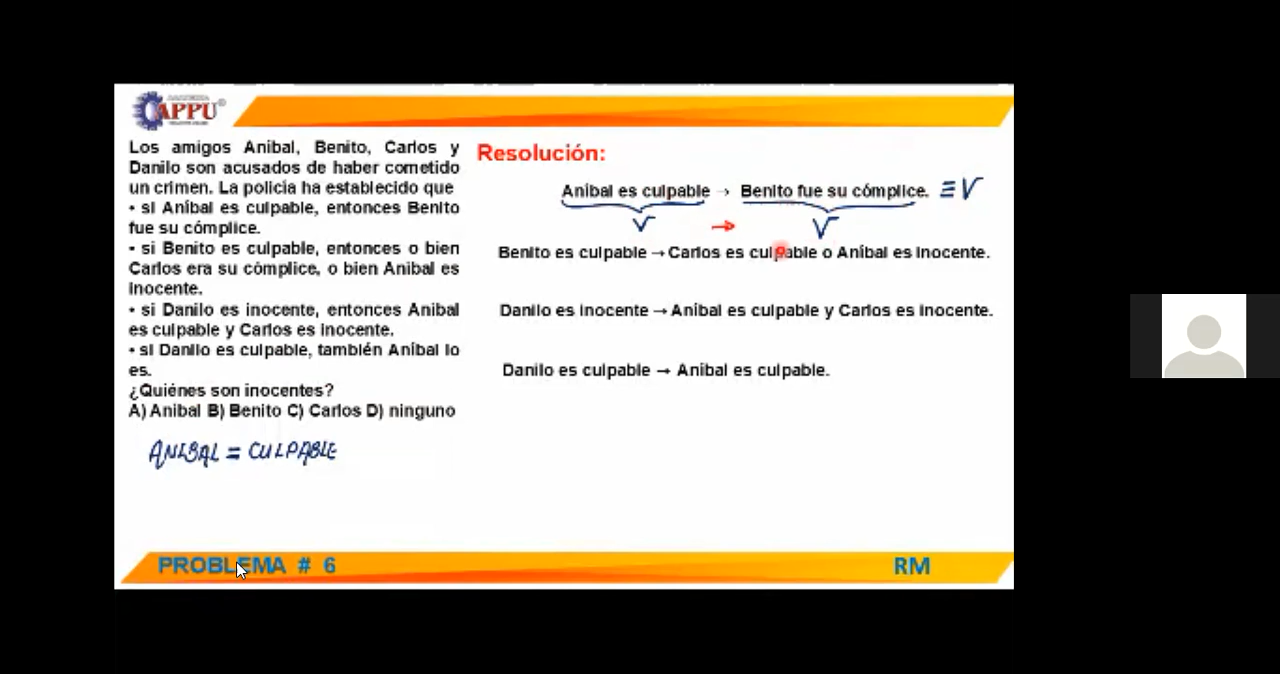 APPU
Los amigos Aníbal, Benito, Carlos y
Danilo son acusados de haber cometido
un crimen. La policía ha establecido que
• si Aníbal es culpable, entonces Benito
fue su cómplice.
• si Benito es culpable, entonces o bien
Carlos era su cómplice, o bien Anibal es
inocente.
• si Danilo es inocente, entonces Anibal
es culpable y Carlos es inocente.
• si Danilo es culpable, también Aníbal lo
es.
¿Quiénes son inocentes?
A) Anibal B) Benito C) Carlos D) ninguno
ANIBAL = CULPABLE
Resolución:
Aníbal es culpable → Benito fue su cómplice. ≡ V
V → V
Benito es culpable → Carlos es culpable o Aníbal es inocente.
Danilo es inocente → Aníbal es culpable y Carlos es inocente.
Danilo es culpable → Aníbal es culpable.
PROBLEMA # 6
RM